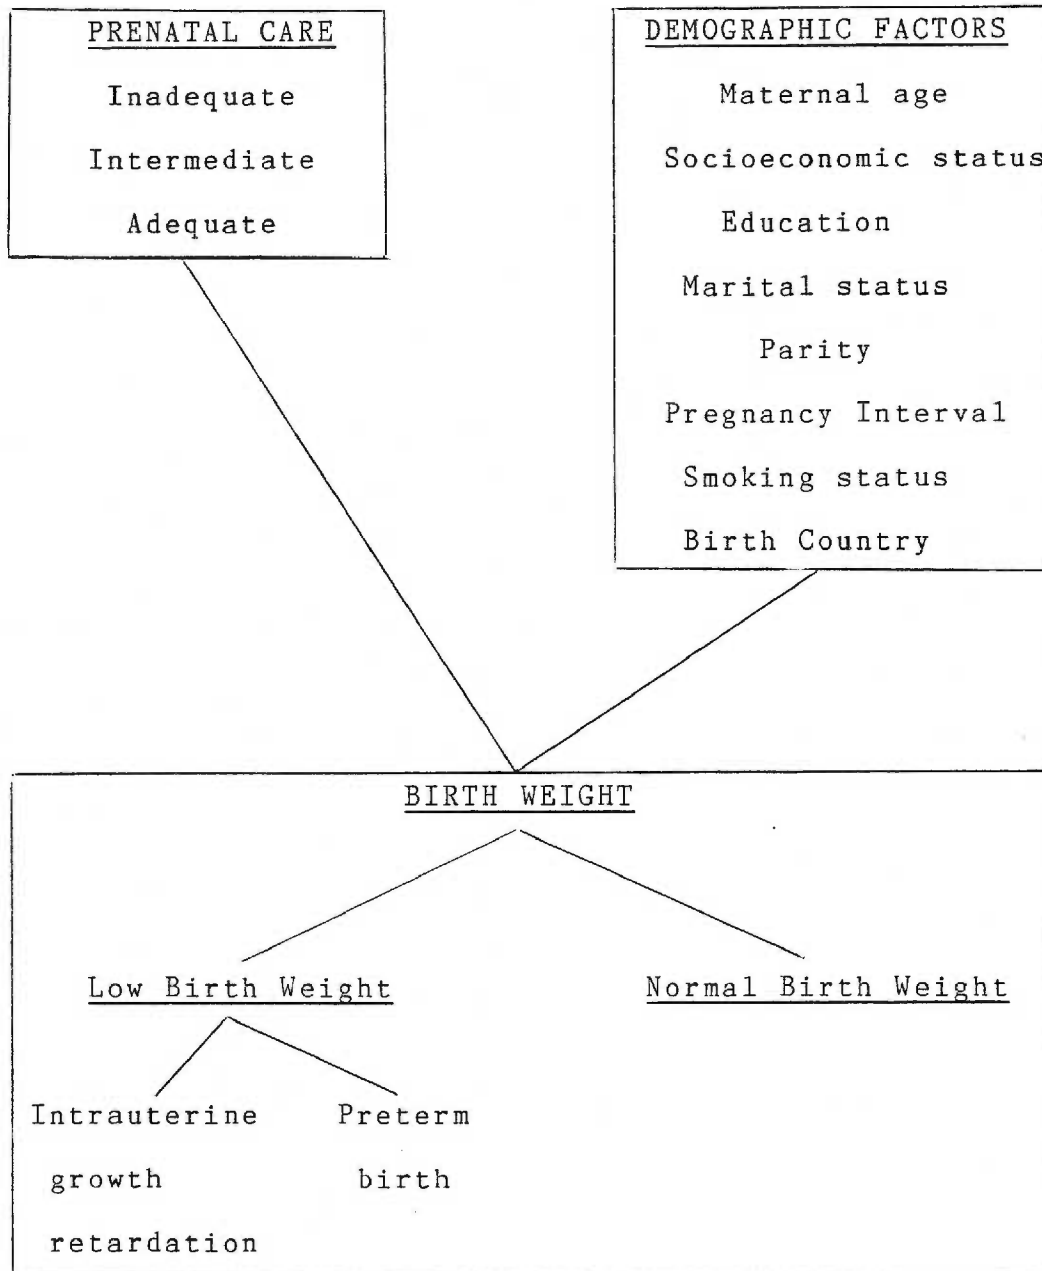 PRENATAL CARE
Inadequate
Intermediate
Adequate
DEMOGRAPHIC FACTORS
Maternal age
Socioeconomic status
Education
Marital status
Parity
Pregnancy Interval
Smoking status
Birth Country
BIRTH WEIGHT
Low Birth Weight
Normal Birth Weight
Intrauterine
growth
retardation
Preterm
birth